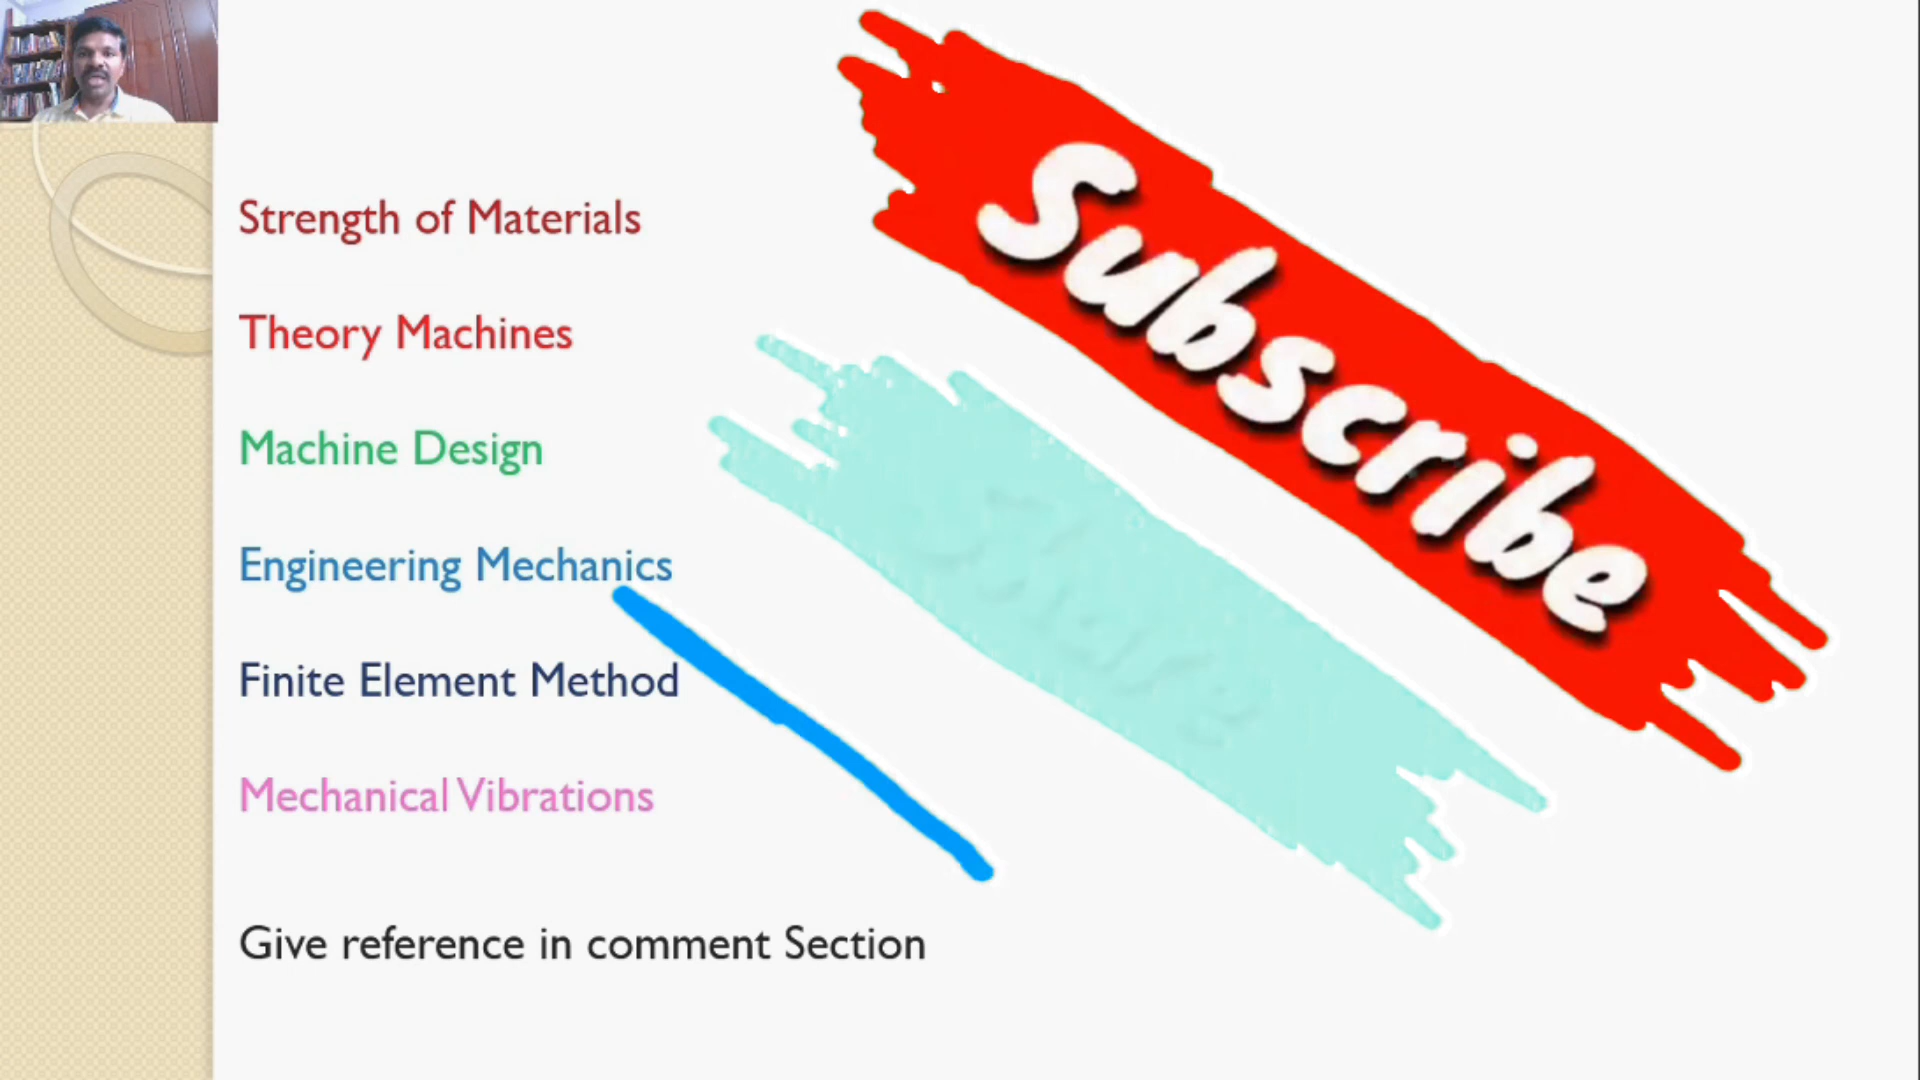 Strength of Materials
Theory Machines
Machine Design
Engineering Mechanics
Finite Element Method
Mechanical Vibrations
Give reference in comment Section
Subscribe
Share